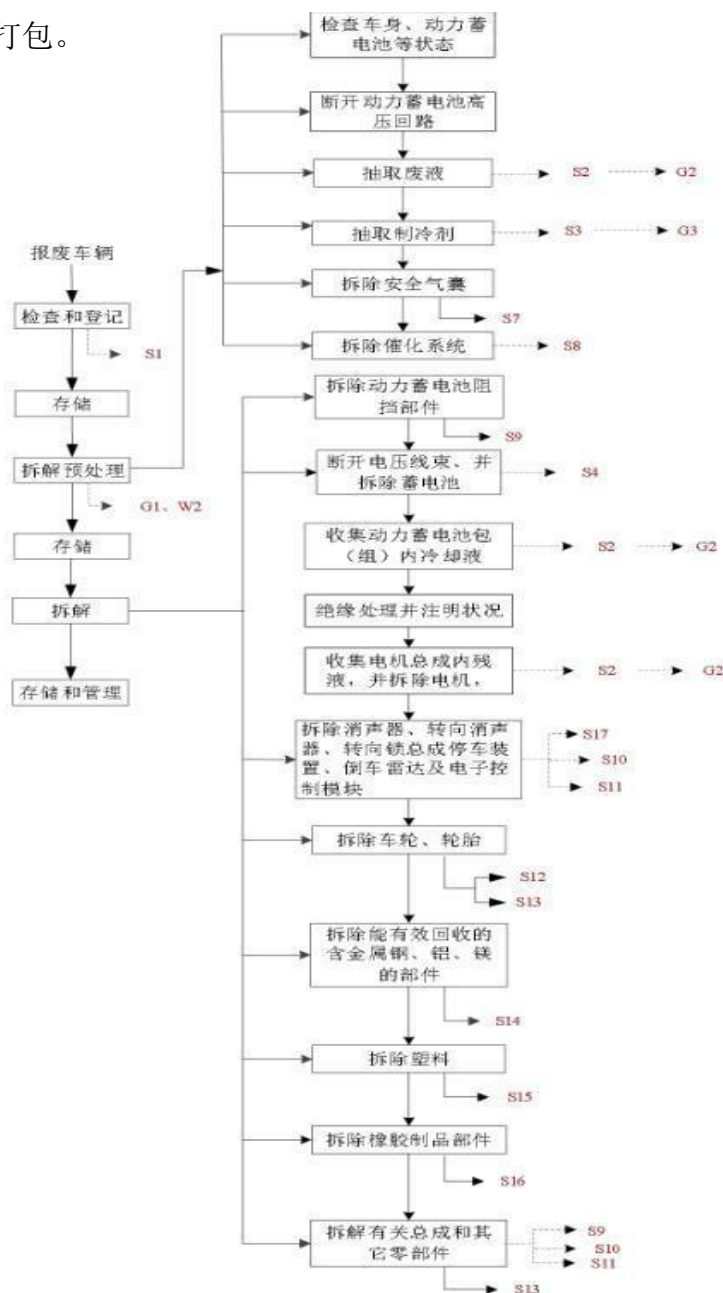 打包。
检查车身、动力蓄
电池等状态
断开动力蓄电池高
压回路
抽取废液
S2
G2
抽取制冷剂
S3
G3
拆除安全气囊
S7
拆除催化系统
S8
报废车辆
检查和登记
S1
存储
拆解预处理
G1、W2
存储
拆解
存储和管理
拆除动力蓄电池阻
挡部件
S9
断开电压线束、并
拆除蓄电池
S4
收集动力蓄电池包
（组）内冷却液
S2
G2
绝缘处理并注明状况
收集电机总成内残
液，并拆除电机，
S2
G2
拆除消声器、转向消声
器、转向锁总成停车装
置、倒车雷达及电子控
制模块
S17
S10
S11
拆除车轮、轮胎
S12
S13
拆除能有效回收的
含金属钢、铝、镁
的部件
S14
拆除塑料
S15
拆除橡胶制品部件
S16
拆解有关总成和其
它零部件
S9
S10
S11
S13